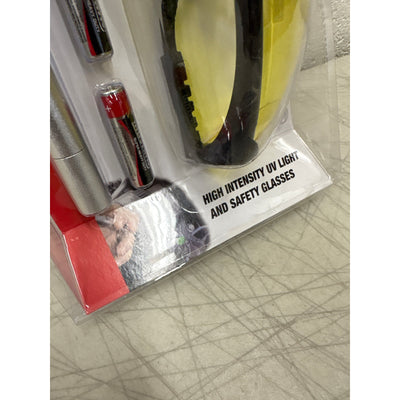 HIGH INTENSITY UV LIGHT
AND SAFETY GLASSES